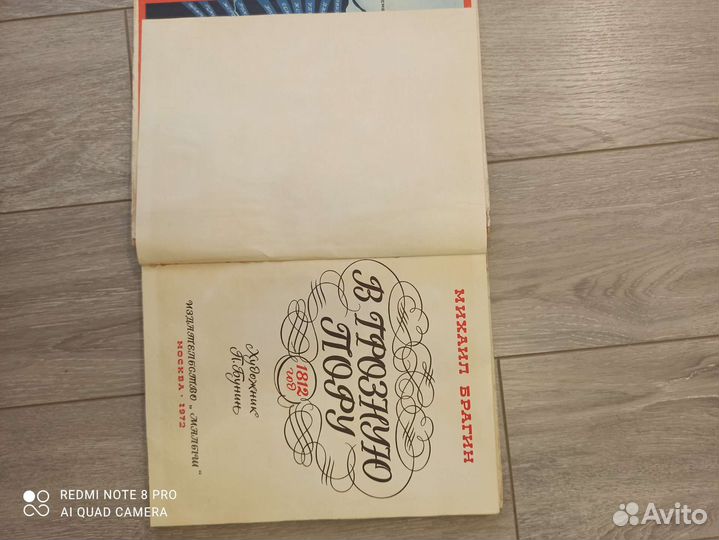 МИХАИЛ БРАГИН
В ГРОЗНУЮ
ПОРУ
1812
год
Художник
П. Бунин
ИЗДАТЕЛЬСТВО „МАЛЫШ“
МОСКВА · 1972
REDMI NOTE 8 PRO
AI QUAD CAMERA
Avito